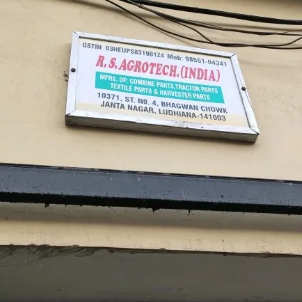 GSTIN 03HEUPS8319B124 Mob: 98551-04341
R.S.AGROTECH.(INDIA)
MFRS. OF: COMBINE PARTS,TRACTOR PARTS
TEXTILE PARTS & HARVESTER PARTS
10371, ST. NO. 4, BHAGWAN CHOWK
JANTA NAGAR, LUDHIANA-141003